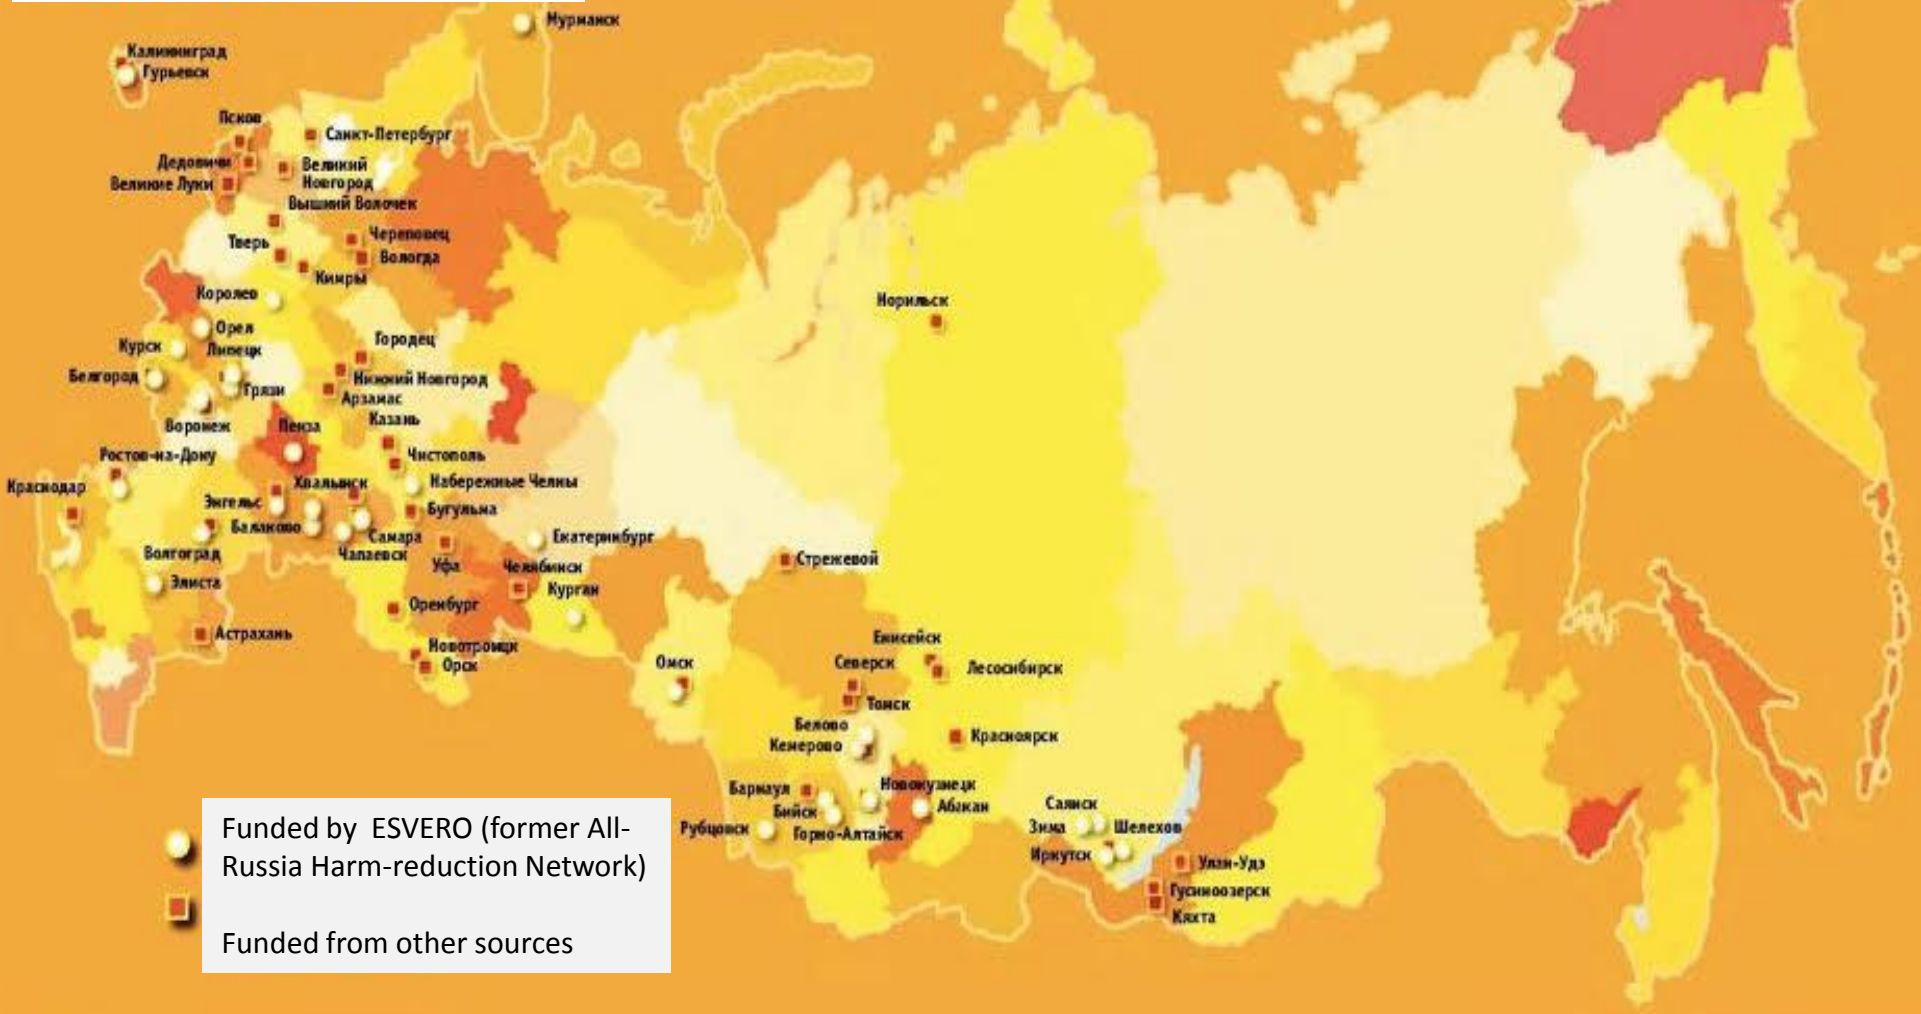 Мурманск
Калининград
Гурьевск
Псков
Санкт-Петербург
Дедовичи
Великий
Новгород
Великие Луки
Вышний Волочек
Тверь
Череповец
Вологда
Кимры
Королев
Норильск
Орел
Курск
Липецк
Городец
Белгород
Нижний Новгород
Грязи
Арзамас
Воронеж
Пенза
Казань
Ростов-на-Дону
Чистополь
Краснодар
Хвалынск
Набережные Челны
Энгельс
Бугульма
Балаково
Самара
Екатеринбург
Волгоград
Чапаевск
Стрежевой
Уфа
Челябинск
Элиста
Курган
Оренбург
Астрахань
Новотроицк
Орск
Енисейск
Омск
Северск
Лесосибирск
Томск
Белово
Красноярск
Кемерово
Барнаул
Новокузнецк
Абакан
Бийск
Саянск
Рубцовск
Горно-Алтайск
Зима
Шелехов
Иркутск
Улан-Удэ
Гусиноозерск
Кяхта
Funded by ESVERO (former All-
Russia Harm-reduction Network)
Funded from other sources